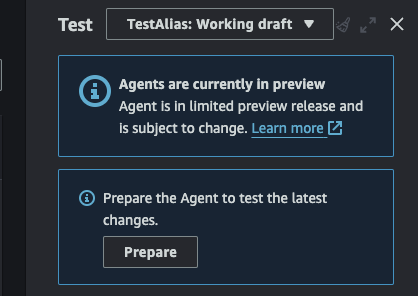 Test TestAlias: Working draft
Agents are currently in preview
Agent is in limited preview release and
is subject to change. Learn more
Prepare the Agent to test the latest
changes.
Prepare